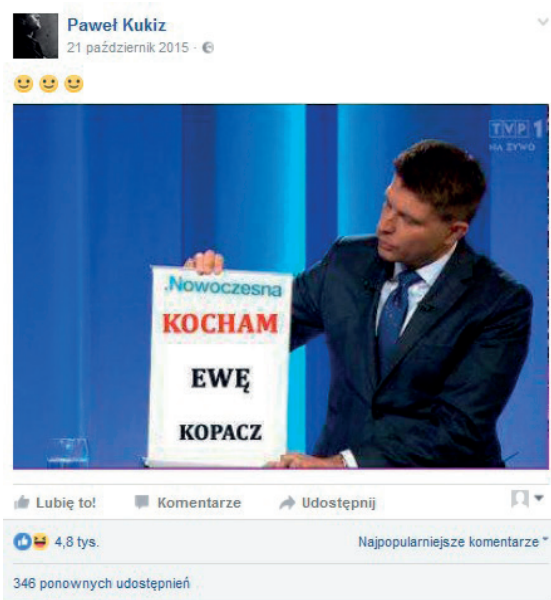 Paweł Kukiz
21 październik 2015
TVP 1
NA ŻYWO
.Nowoczesna
KOCHAM
EWĘ
KOPACZ
Lubię to! Komentarze Udostępnij
4,8 tys. Najpopularniejsze komentarze
346 ponownych udostępnień